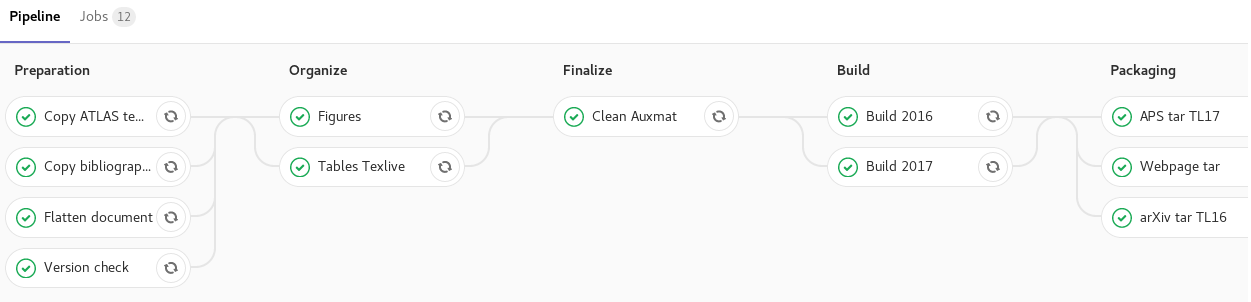 Pipeline Jobs 12
Preparation Organize Finalize Build Packaging
Copy ATLAS te... Figures Clean Auxmat Build 2016 APS tar TL17
Copy bibliograp... Tables Texlive Build 2017 Webpage tar
Flatten document arXiv tar TL16
Version check